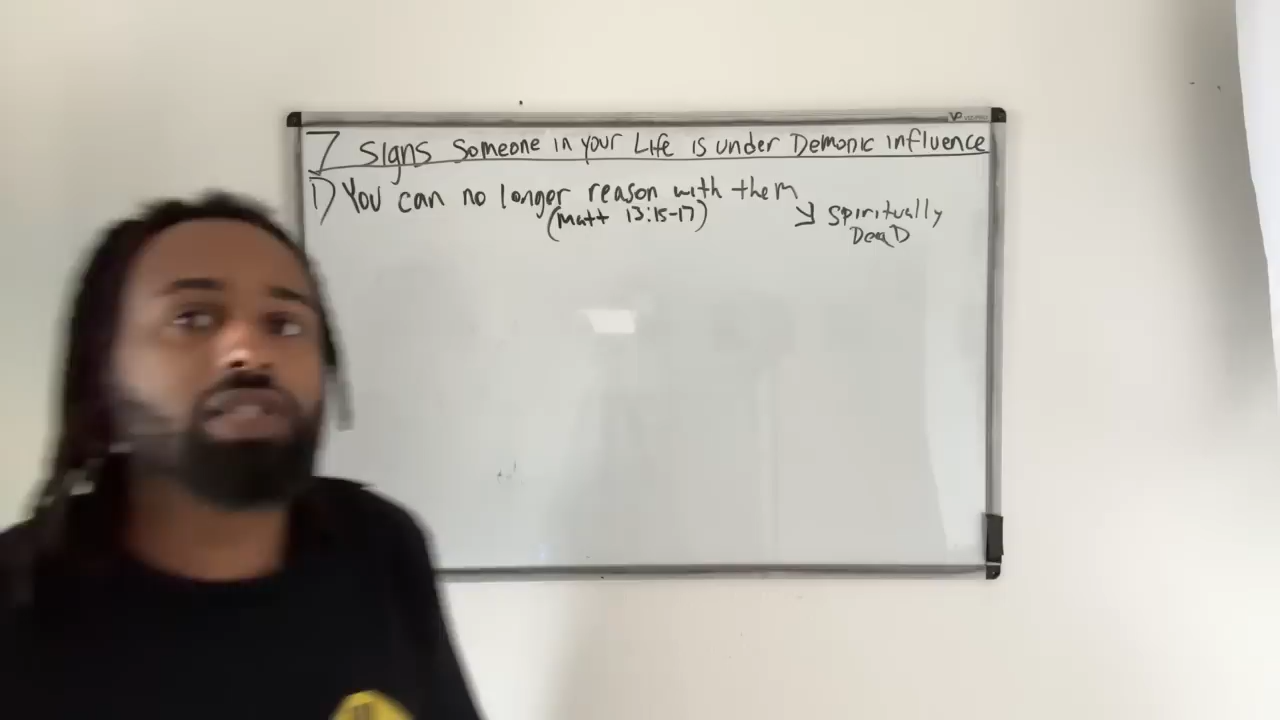 7 Signs Someone in your Life is under Demonic influence
1) You can no longer reason with them
(Matt 13:15-17)
↘ Spiritually
DeaD